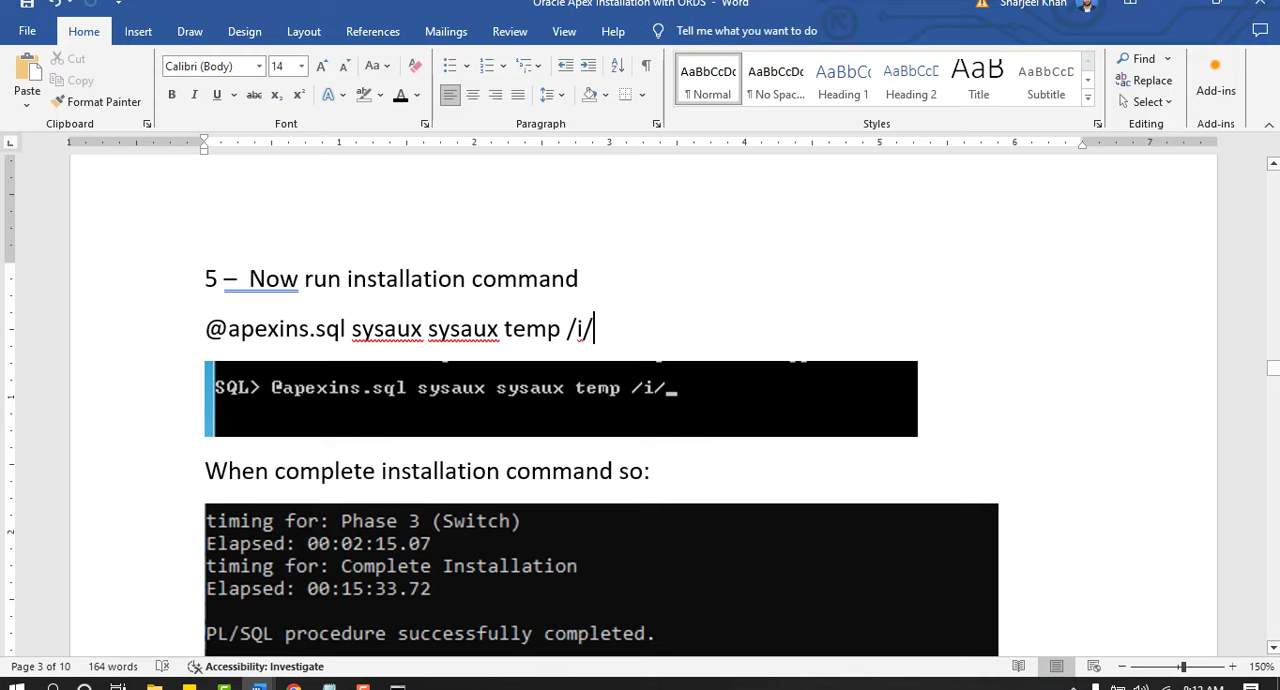 Oracle Apex Installation with ORDS - Word
Sharjeel Khan
File Home Insert Draw Design Layout References Mailings Review View Help Tell me what you want to do
Paste
Cut
Copy
Format Painter
Clipboard
Calibri (Body) 14
Font
Paragraph
AaBbCcDc AaBbCcDc AaBbCc AaBbCcD AaB AaBbCcD
¶ Normal ¶ No Spac... Heading 1 Heading 2 Title Subtitle
Styles
Find
Replace
Select
Editing
Add-ins
Add-ins
5 – Now run installation command
@apexins.sql sysaux sysaux temp /i/
SQL> @apexins.sql sysaux sysaux temp /i/_
When complete installation command so:
timing for: Phase 3 (Switch)
Elapsed: 00:02:15.07
timing for: Complete Installation
Elapsed: 00:15:33.72
PL/SQL procedure successfully completed.
Page 3 of 10 164 words Accessibility: Investigate 150%